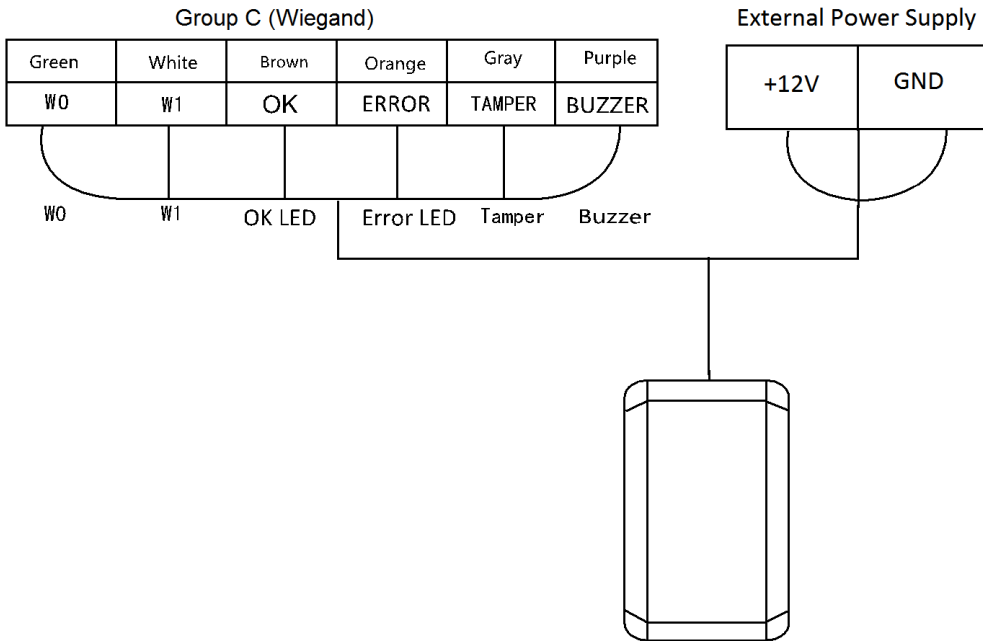 Group C (Wiegand)
External Power Supply
Green White Brown Orange Gray Purple
W0 W1 OK ERROR TAMPER BUZZER
+12V GND
W0 W1 OK LED Error LED Tamper Buzzer